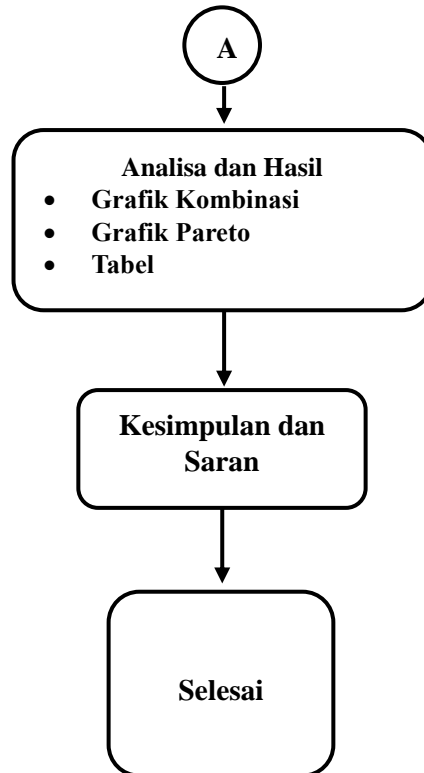 A
Analisa dan Hasil
• Grafik Kombinasi
• Grafik Pareto
• Tabel
Kesimpulan dan
Saran
Selesai